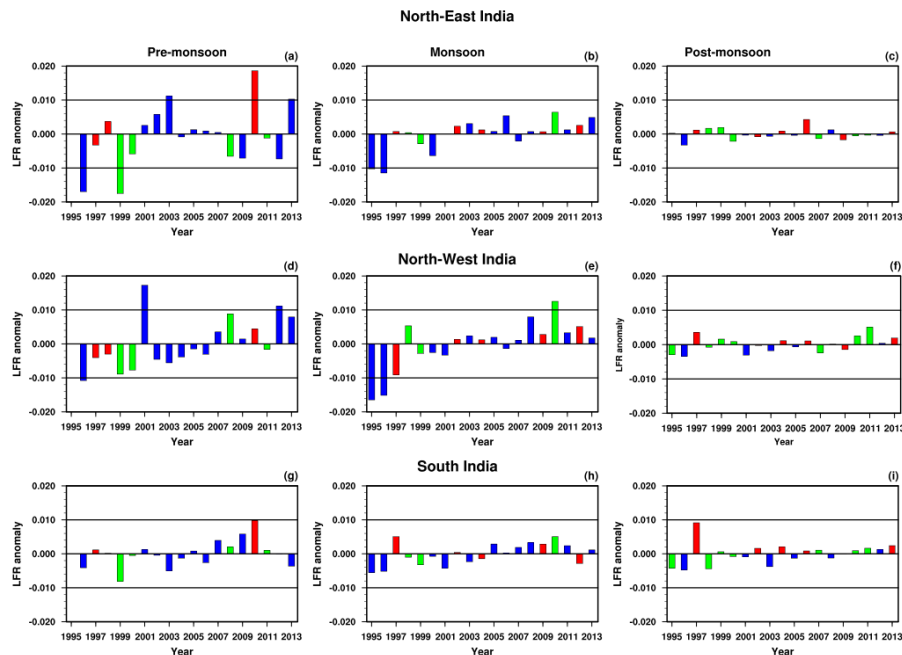 North-East India
Pre-monsoon (a) Monsoon (b) Post-monsoon (c)
0.020 0.020 0.020
0.010 0.010 0.010
LFR anomaly LFR anomaly LFR anomaly
0.000 0.000 0.000
-0.010 -0.010 -0.010
-0.020 -0.020 -0.020
1995 1997 1999 2001 2003 2005 2007 2009 2011 2013 1995 1997 1999 2001 2003 2005 2007 2009 2011 2013 1995 1997 1999 2001 2003 2005 2007 2009 2011 2013
Year Year Year
North-West India
(d) (e) (f)
0.020 0.020 0.020
0.010 0.010 0.010
LFR anomaly LFR anomaly LFR anomaly
0.000 0.000 0.000
-0.010 -0.010 -0.010
-0.020 -0.020 -0.020
1995 1997 1999 2001 2003 2005 2007 2009 2011 2013 1995 1997 1999 2001 2003 2005 2007 2009 2011 2013 1995 1997 1999 2001 2003 2005 2007 2009 2011 2013
Year Year Year
South India
(g) (h) (i)
0.020 0.020 0.020
0.010 0.010 0.010
LFR anomaly LFR anomaly LFR anomaly
0.000 0.000 0.000
-0.010 -0.010 -0.010
-0.020 -0.020 -0.020
1995 1997 1999 2001 2003 2005 2007 2009 2011 2013 1995 1997 1999 2001 2003 2005 2007 2009 2011 2013 1995 1997 1999 2001 2003 2005 2007 2009 2011 2013
Year Year Year